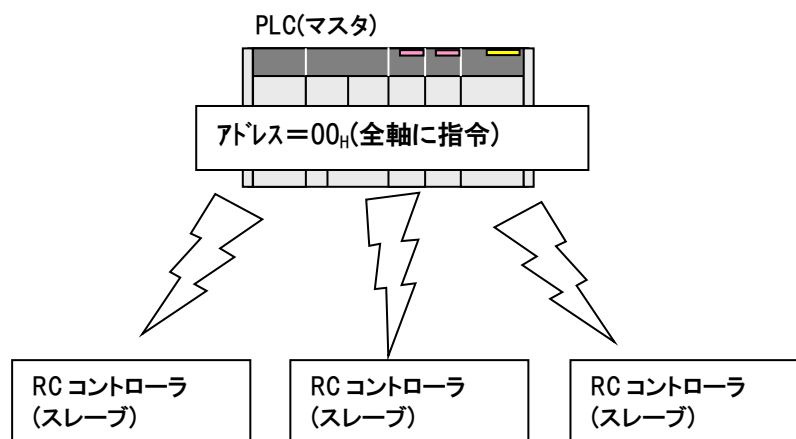 PLC(マスタ)
アドレス=00H(全軸に指令)
RC コントローラ
(スレーブ)
RC コントローラ
(スレーブ)
RC コントローラ
(スレーブ)